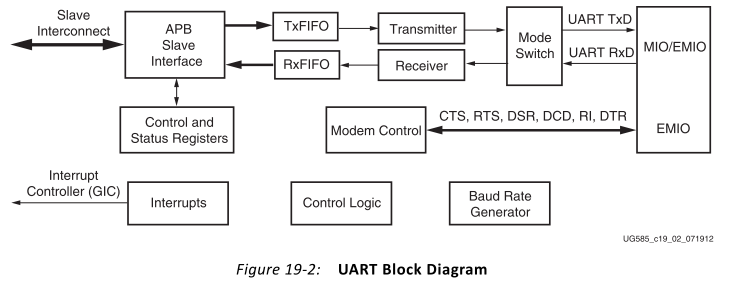 Slave
Interconnect
APB
Slave
Interface
TxFIFO
Transmitter
Mode
Switch
UART TxD
MIO/EMIO
RxFIFO
Receiver
UART RxD
Control and
Status Registers
Modem Control
CTS, RTS, DSR, DCD, RI, DTR
EMIO
Interrupt
Controller (GIC)
Interrupts
Control Logic
Baud Rate
Generator
UG585_c19_02_071912
Figure 19-2: UART Block Diagram